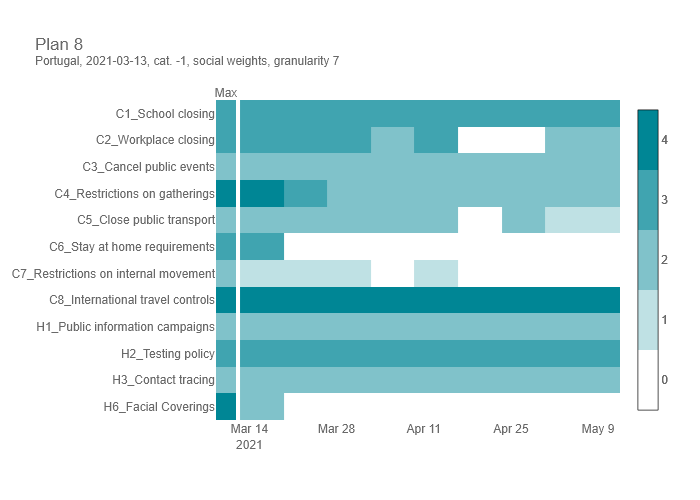 Plan 8
Portugal, 2021-03-13, cat. -1, social weights, granularity 7
Max
C1_School closing
C2_Workplace closing
C3_Cancel public events
C4_Restrictions on gatherings
C5_Close public transport
C6_Stay at home requirements
C7_Restrictions on internal movement
C8_International travel controls
H1_Public information campaigns
H2_Testing policy
H3_Contact tracing
H6_Facial Coverings
4
3
2
1
0
Mar 14 Mar 28 Apr 11 Apr 25 May 9
2021